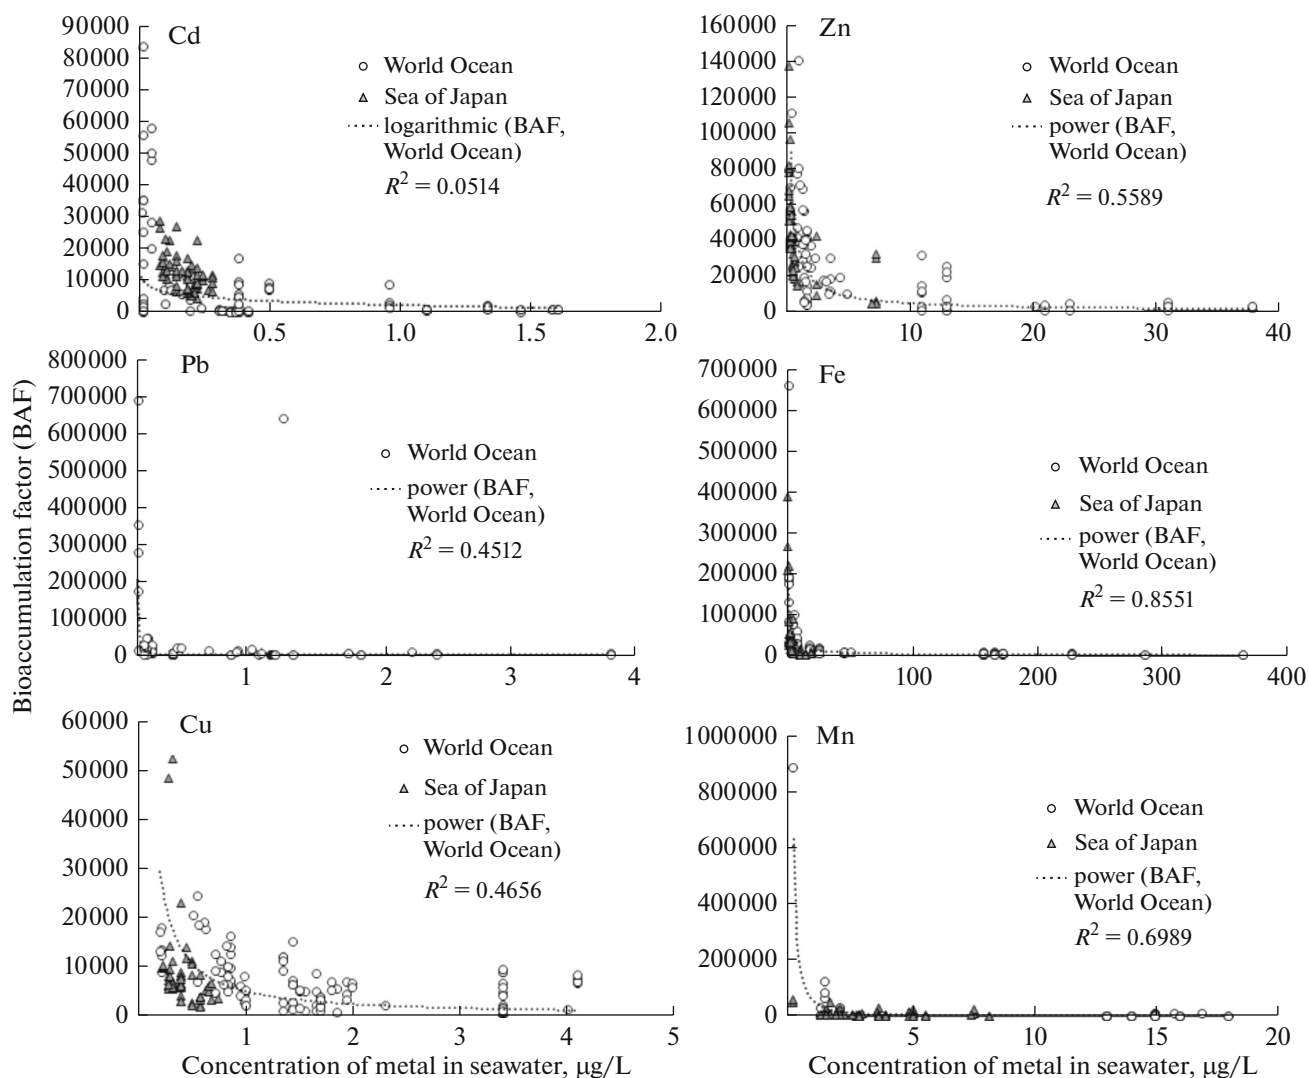 Bioaccumulation factor (BAF)
Cd
90000
80000
70000
60000
50000
40000
30000
20000
10000
0
0.5
1.0
1.5
2.0
World Ocean
Sea of Japan
logarithmic (BAF,
World Ocean)
R² = 0.0514
Zn
160000
140000
120000
100000
80000
60000
40000
20000
0
10
20
30
40
World Ocean
Sea of Japan
power (BAF,
World Ocean)
R² = 0.5589
Pb
800000
700000
600000
500000
400000
300000
200000
100000
0
1
2
3
4
World Ocean
power (BAF,
World Ocean)
R² = 0.4512
Fe
700000
600000
500000
400000
300000
200000
100000
0
100
200
300
400
World Ocean
Sea of Japan
power (BAF,
World Ocean)
R² = 0.8551
Cu
60000
50000
40000
30000
20000
10000
0
1
2
3
4
5
World Ocean
Sea of Japan
power (BAF,
World Ocean)
R² = 0.4656
Concentration of metal in seawater, μg/L
Mn
1000000
800000
600000
400000
200000
0
5
10
15
20
World Ocean
Sea of Japan
power (BAF,
World Ocean)
R² = 0.6989
Concentration of metal in seawater, μg/L